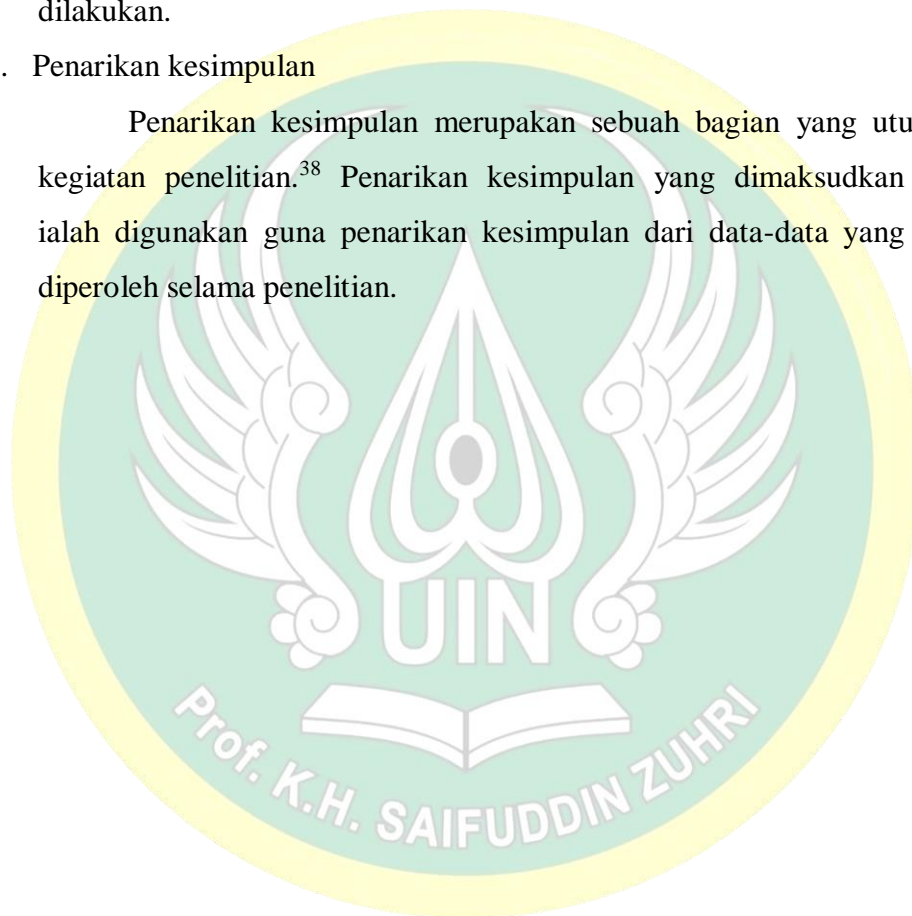 dilakukan.
. Penarikan kesimpulan
Penarikan kesimpulan merupakan sebuah bagian yang utu
kegiatan penelitian.38 Penarikan kesimpulan yang dimaksudkan
ialah digunakan guna penarikan kesimpulan dari data-data yang
diperoleh selama penelitian.
UIN
Prof. K.H. SAIFUDDIN ZUHRI